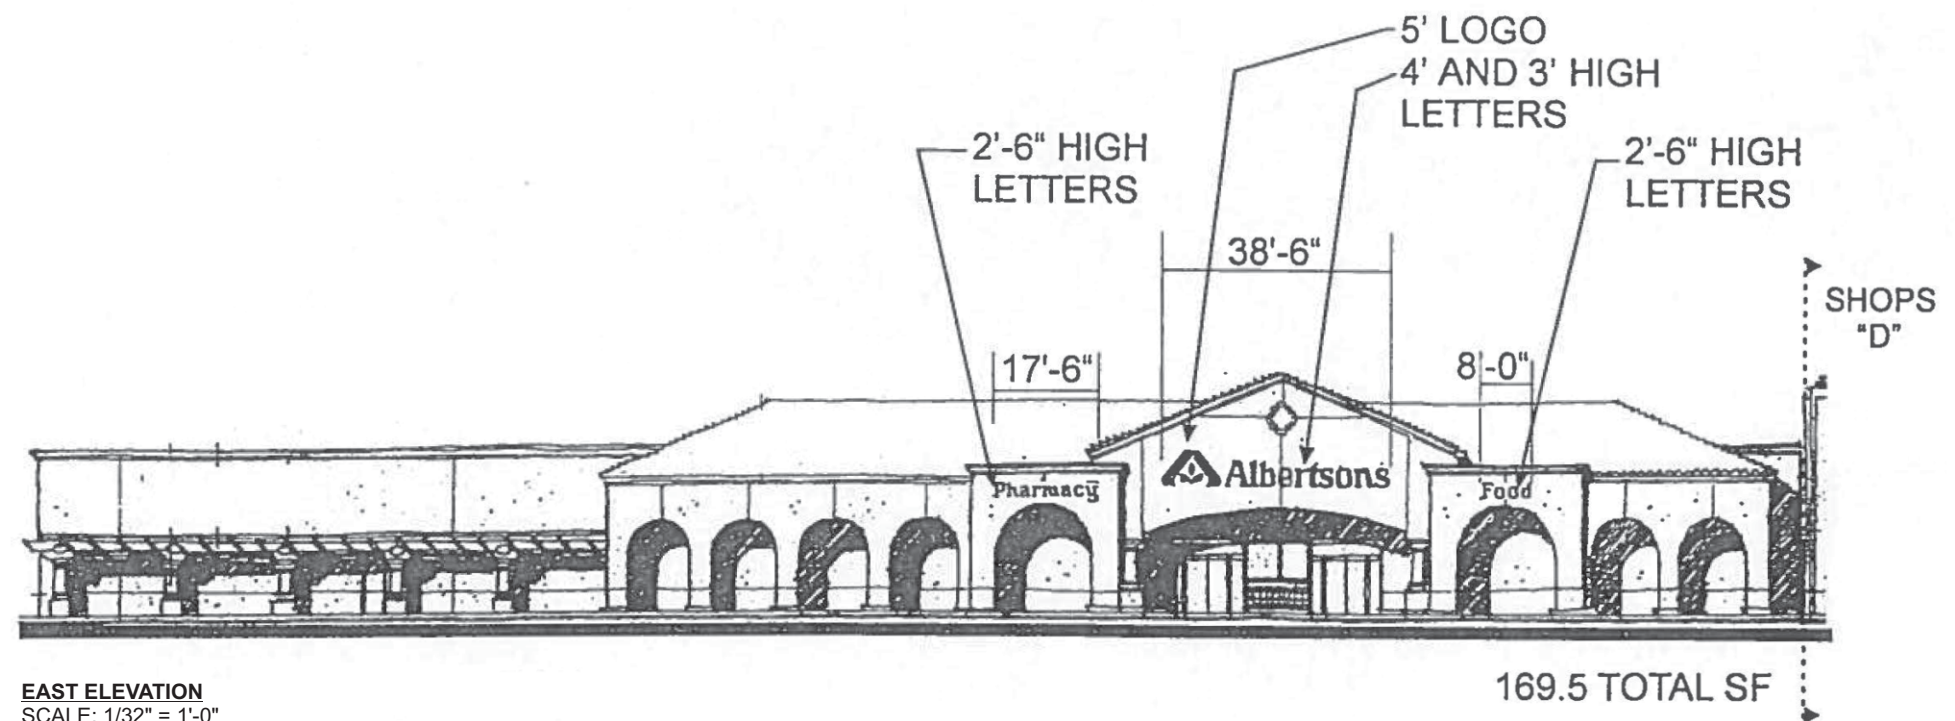 5' LOGO
4' AND 3' HIGH
LETTERS
2'-6“ HIGH
LETTERS
2'-6“ HIGH
LETTERS
38'-6“
SHOPS
“D”
17'-6“
8'-0“
Albertsons
Pharmacy
Food
169.5 TOTAL SF
EAST ELEVATION
SCALE: 1/32" = 1'-0"